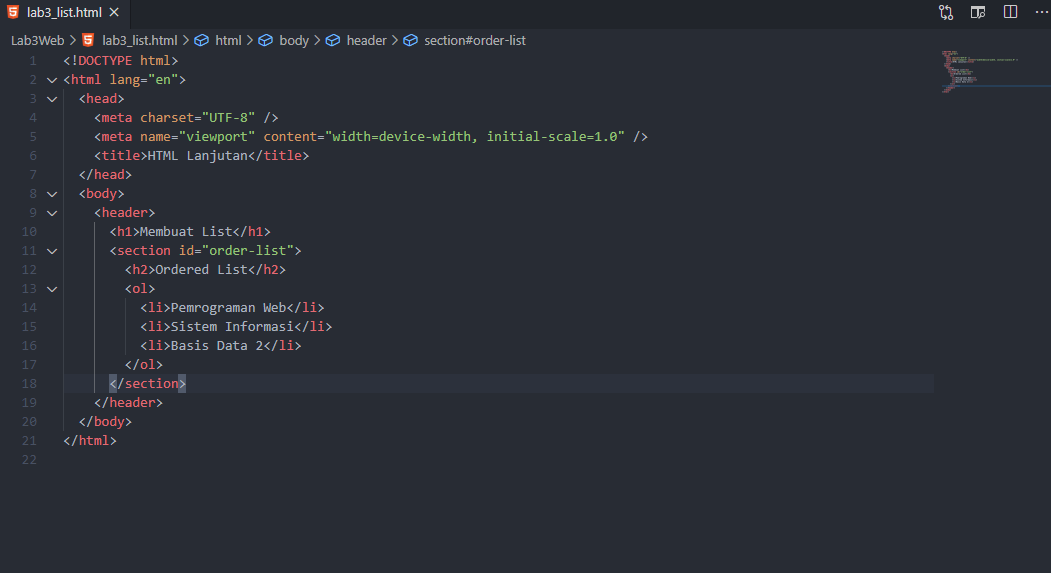 lab3_list.html
Lab3Web > lab3_list.html > html > body > header > section#order-list
1 <!DOCTYPE html>
2 <html lang="en">
3 <head>
4 <meta charset="UTF-8" />
5 <meta name="viewport" content="width=device-width, initial-scale=1.0" />
6 <title>HTML Lanjutan</title>
7 </head>
8 <body>
9 <header>
10 <h1>Membuat List</h1>
11 <section id="order-list">
12 <h2>Ordered List</h2>
13 <ol>
14 <li>Pemrograman Web</li>
15 <li>Sistem Informasi</li>
16 <li>Basis Data 2</li>
17 </ol>
18 </section>
19 </header>
20 </body>
21 </html>
22